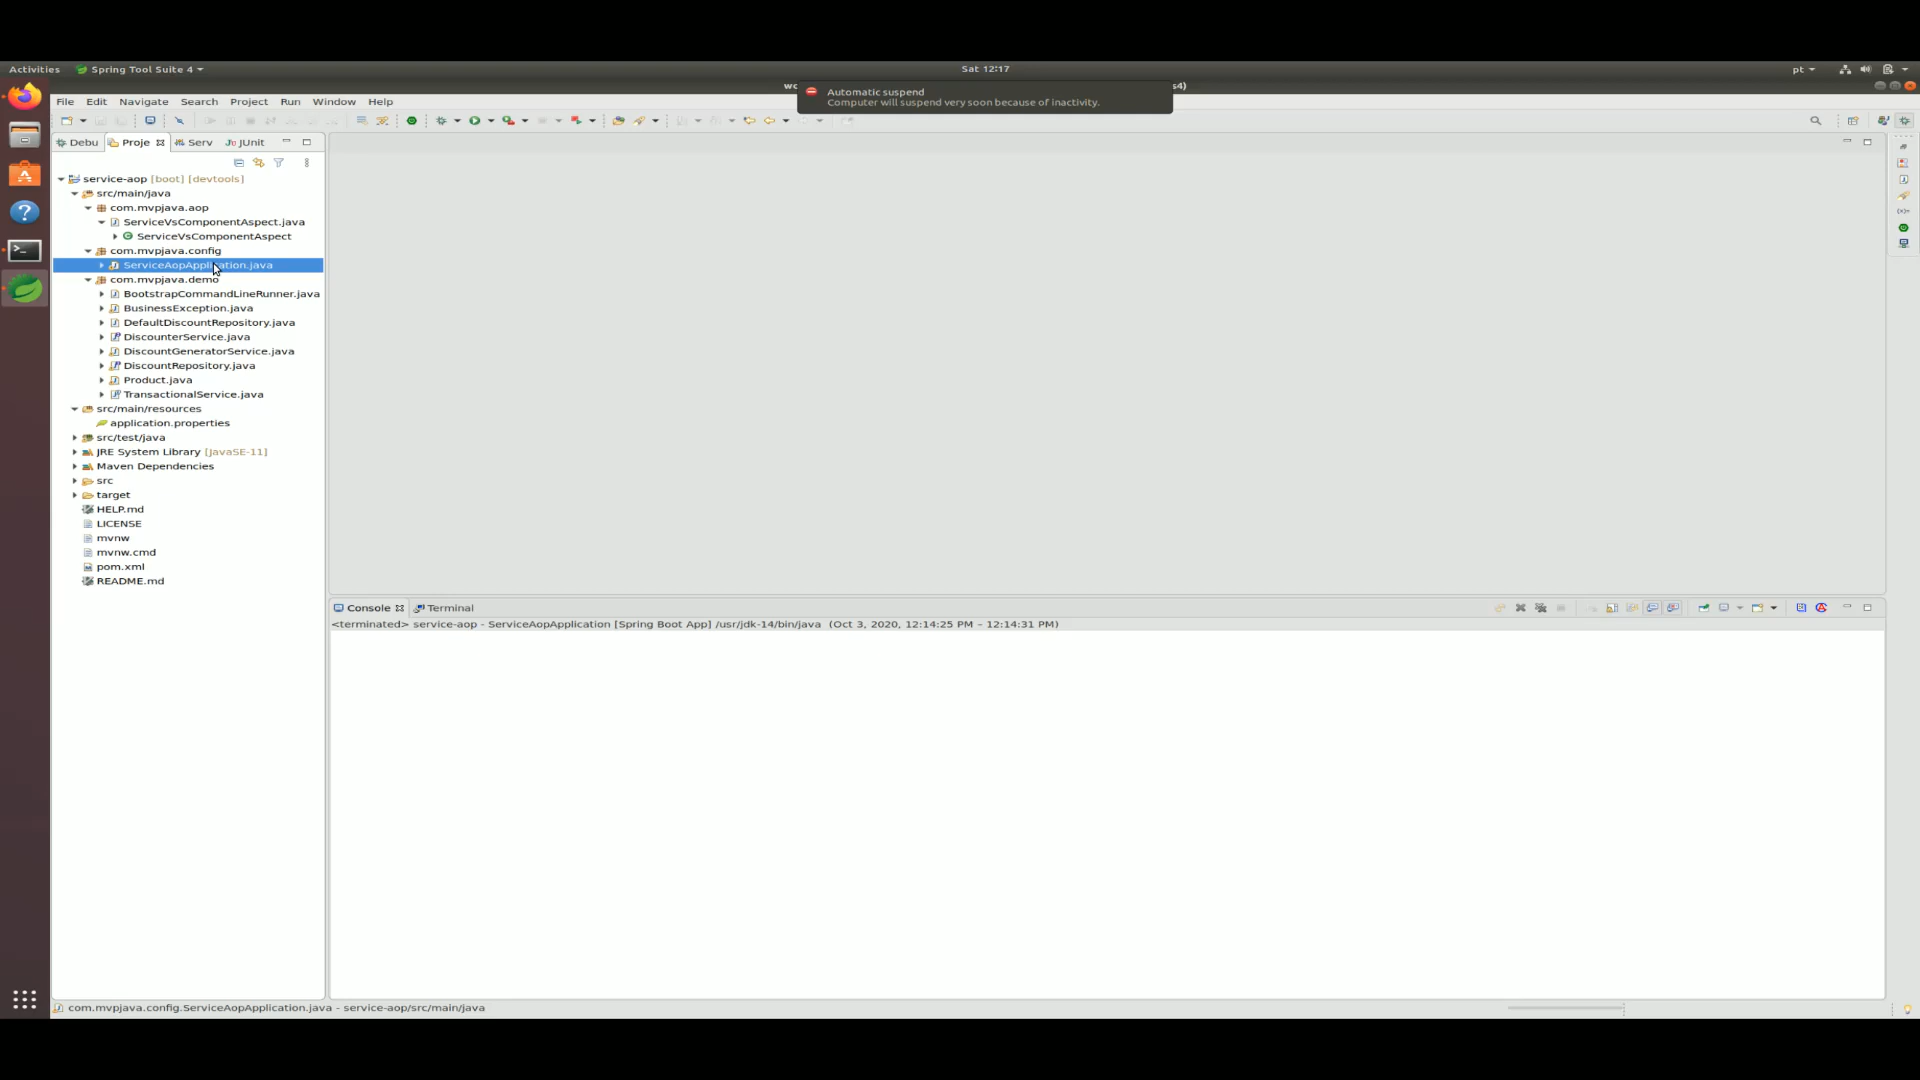 Activities Spring Tool Suite 4 Sat 12:17 pt
wo s4)
Automatic suspend
Computer will suspend very soon because of inactivity.
File Edit Navigate Search Project Run Window Help
Debu Proje Serv JUnit
service-aop [boot] [devtools]
src/main/java
com.mvpjava.aop
ServiceVsComponentAspect.java
ServiceVsComponentAspect
com.mvpjava.config
ServiceAopApplication.java
com.mvpjava.demo
BootstrapCommandLineRunner.java
BusinessException.java
DefaultDiscountRepository.java
DiscounterService.java
DiscountGeneratorService.java
DiscountRepository.java
Product.java
TransactionalService.java
src/main/resources
application.properties
src/test/java
JRE System Library [JavaSE-11]
Maven Dependencies
src
target
HELP.md
LICENSE
mvnw
mvnw.cmd
pom.xml
README.md
Console Terminal
<terminated> service-aop - ServiceAopApplication [Spring Boot App] /usr/jdk-14/bin/java (Oct 3, 2020, 12:14:25 PM – 12:14:31 PM)
com.mvpjava.config.ServiceAopApplication.java - service-aop/src/main/java